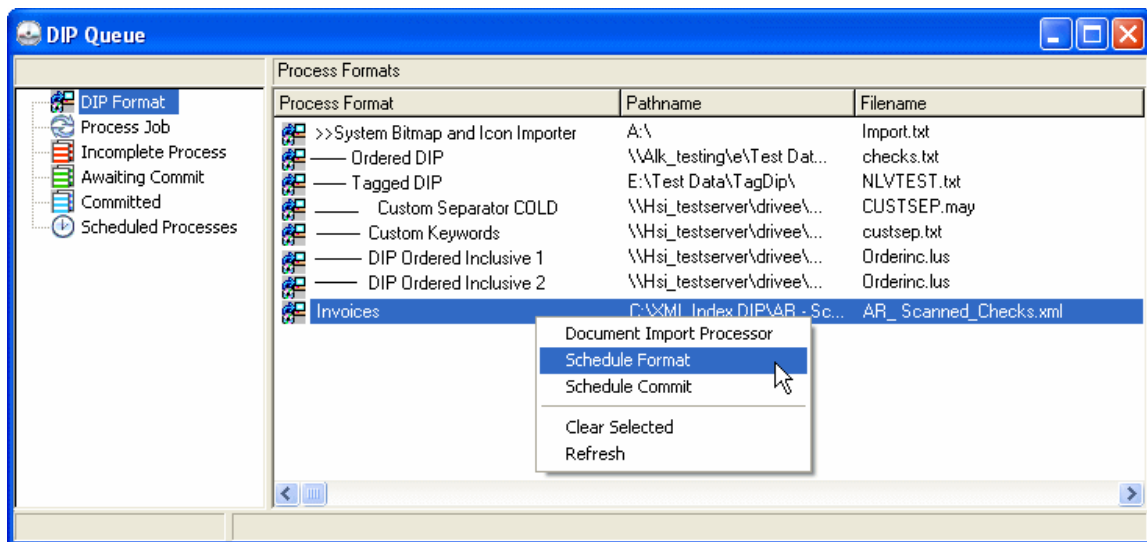 DIP Queue
Process Formats
DIP Format
Process Job
Incomplete Process
Awaiting Commit
Committed
Scheduled Processes
Process Format Pathname Filename
>>System Bitmap and Icon Importer A:\ Import.txt
—— Ordered DIP \\Alk_testing\e\Test Dat... checks.txt
—— Tagged DIP E:\Test Data\TagDip\ NLVTEST.txt
—— Custom Separator COLD \\Hsi_testserver\drivee\... CUSTSEP.may
—— Custom Keywords \\Hsi_testserver\drivee\... custsep.txt
—— DIP Ordered Inclusive 1 \\Hsi_testserver\drivee\... Orderinc.lus
—— DIP Ordered Inclusive 2 \\Hsi_testserver\drivee\... Orderinc.lus
Invoices C:\XML Index DIP\AR - Sc... AR_ Scanned_Checks.xml
Document Import Processor
Schedule Format
Schedule Commit
Clear Selected
Refresh